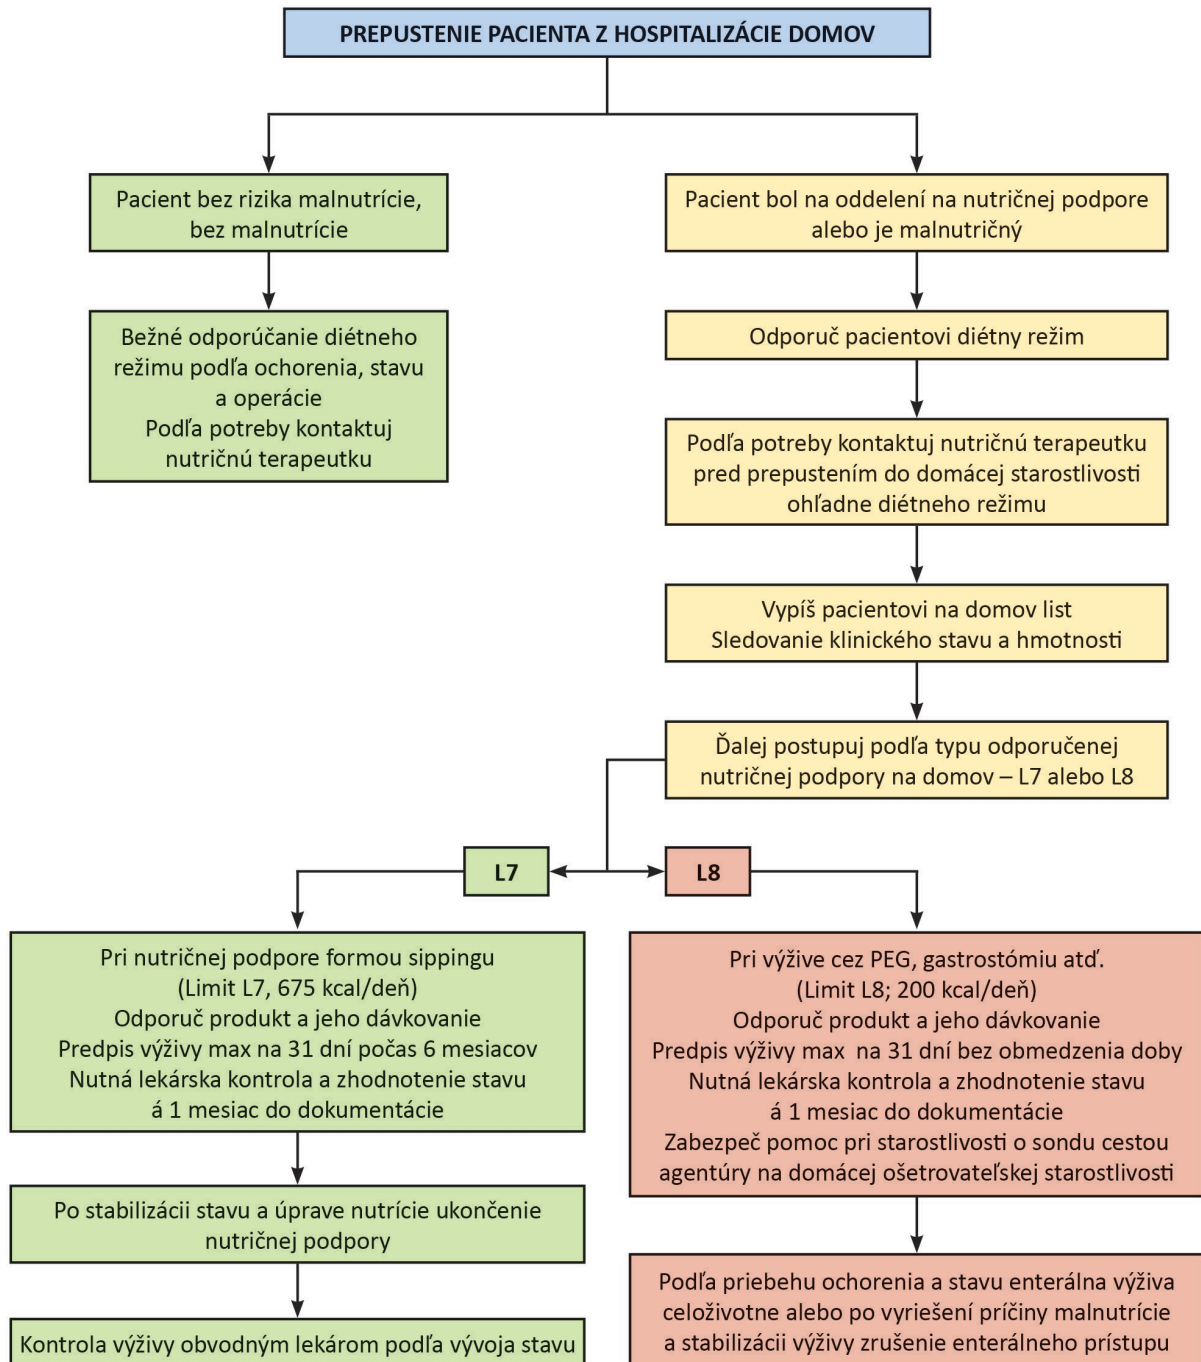 PREPUSTENIE PACIENTA Z HOSPITALIZÁCIE DOMOV
Pacient bez rizika malnutrície,
bez malnutrície
Bežné odporúčanie diétneho
režimu podľa ochorenia, stavu
a operácie
Podľa potreby kontaktuj
nutričnú terapeutku
Pacient bol na oddelení na nutričnej podpore
alebo je malnutričný
Odporuč pacientovi diétny režim
Podľa potreby kontaktuj nutričnú terapeutku
pred prepustením do domácej starostlivosti
ohľadne diétneho režimu
Vypíš pacientovi na domov list
Sledovanie klinického stavu a hmotnosti
Ďalej postupuj podľa typu odporučenej
nutričnej podpory na domov – L7 alebo L8
L7
L8
Pri nutričnej podpore formou sippingu
(Limit L7, 675 kcal/deň)
Odporuč produkt a jeho dávkovanie
Predpis výživy max na 31 dní počas 6 mesiacov
Nutná lekárska kontrola a zhodnotenie stavu
á 1 mesiac do dokumentácie
Po stabilizácii stavu a úprave nutrície ukončenie
nutričnej podpory
Kontrola výživy obvodným lekárom podľa vývoja stavu
Pri výžive cez PEG, gastrostómiu atď.
(Limit L8; 200 kcal/deň)
Odporuč produkt a jeho dávkovanie
Predpis výživy max na 31 dní bez obmedzenia doby
Nutná lekárska kontrola a zhodnotenie stavu
á 1 mesiac do dokumentácie
Zabezpeč pomoc pri starostlivosti o sondu cestou
agentúry na domácej ošetrovateľskej starostlivosti
Podľa priebehu ochorenia a stavu enterálna výživa
celoživotne alebo po vyriešení príčiny malnutrície
a stabilizácii výživy zrušenie enterálneho prístupu